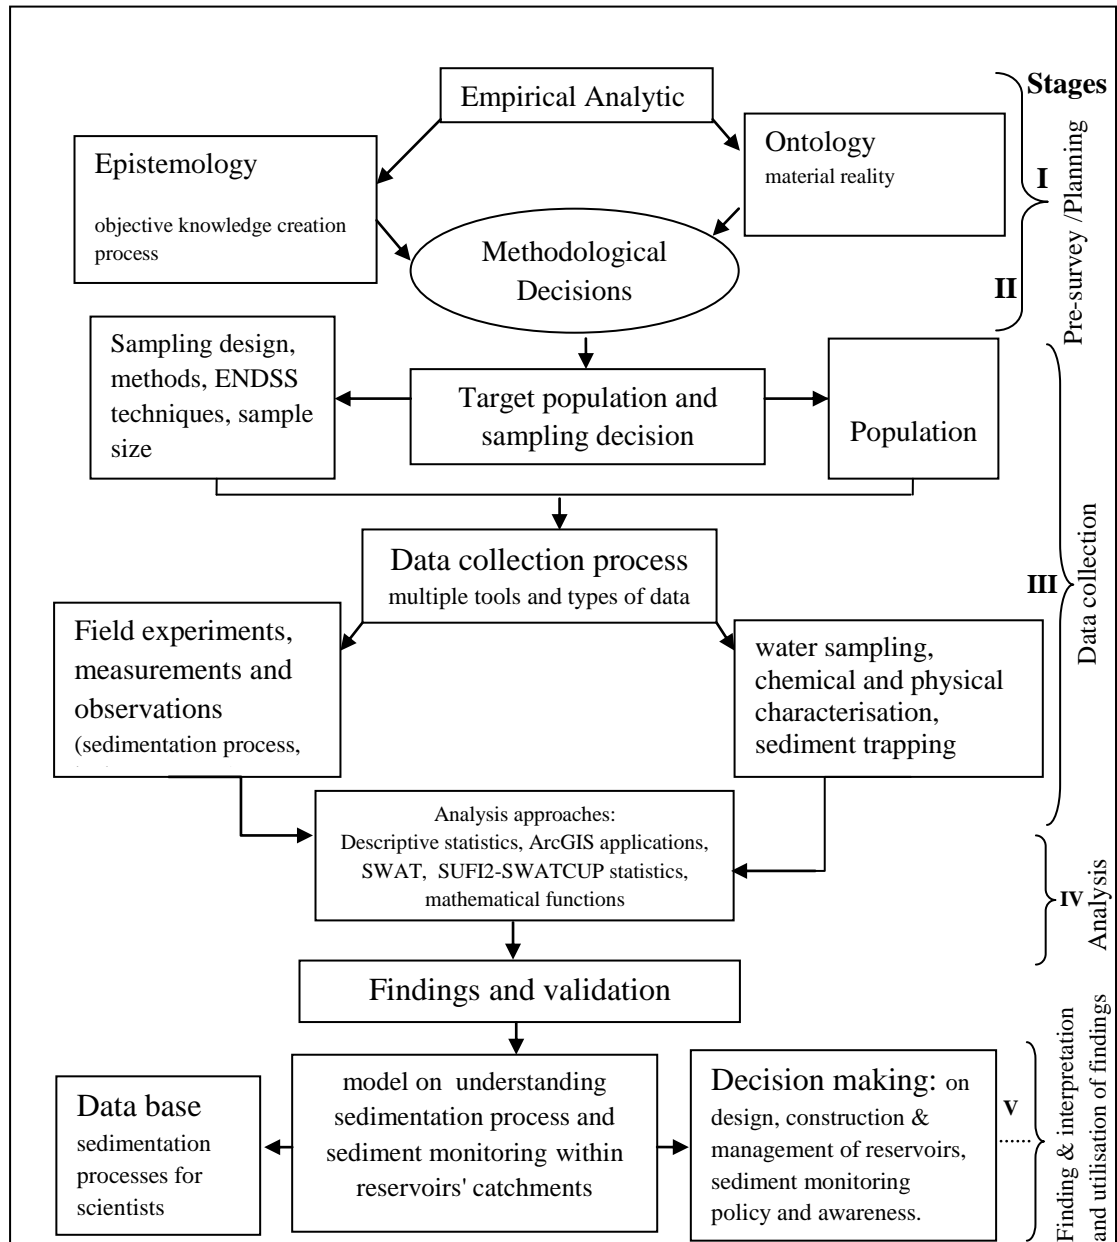 Stages
Empirical Analytic
Epistemology
objective knowledge creation
process
Ontology
material reality
I
Pre-survey /Planning
Methodological
Decisions
II
Sampling design,
methods, ENDSS
techniques, sample
size
Target population and
sampling decision
Population
Data collection process
multiple tools and types of data
III
Data collection
Field experiments,
measurements and
observations
(sedimentation process,
water sampling,
chemical and physical
characterisation,
sediment trapping
Analysis approaches:
Descriptive statistics, ArcGIS applications,
SWAT, SUFI2-SWATCUP statistics,
mathematical functions
IV
Analysis
Findings and validation
Data base
sedimentation
processes for
scientists
model on understanding
sedimentation process and
sediment monitoring within
reservoirs' catchments
Decision making: on
design, construction &
management of reservoirs,
sediment monitoring
policy and awareness.
V
Finding & interpretation
and utilisation of findings